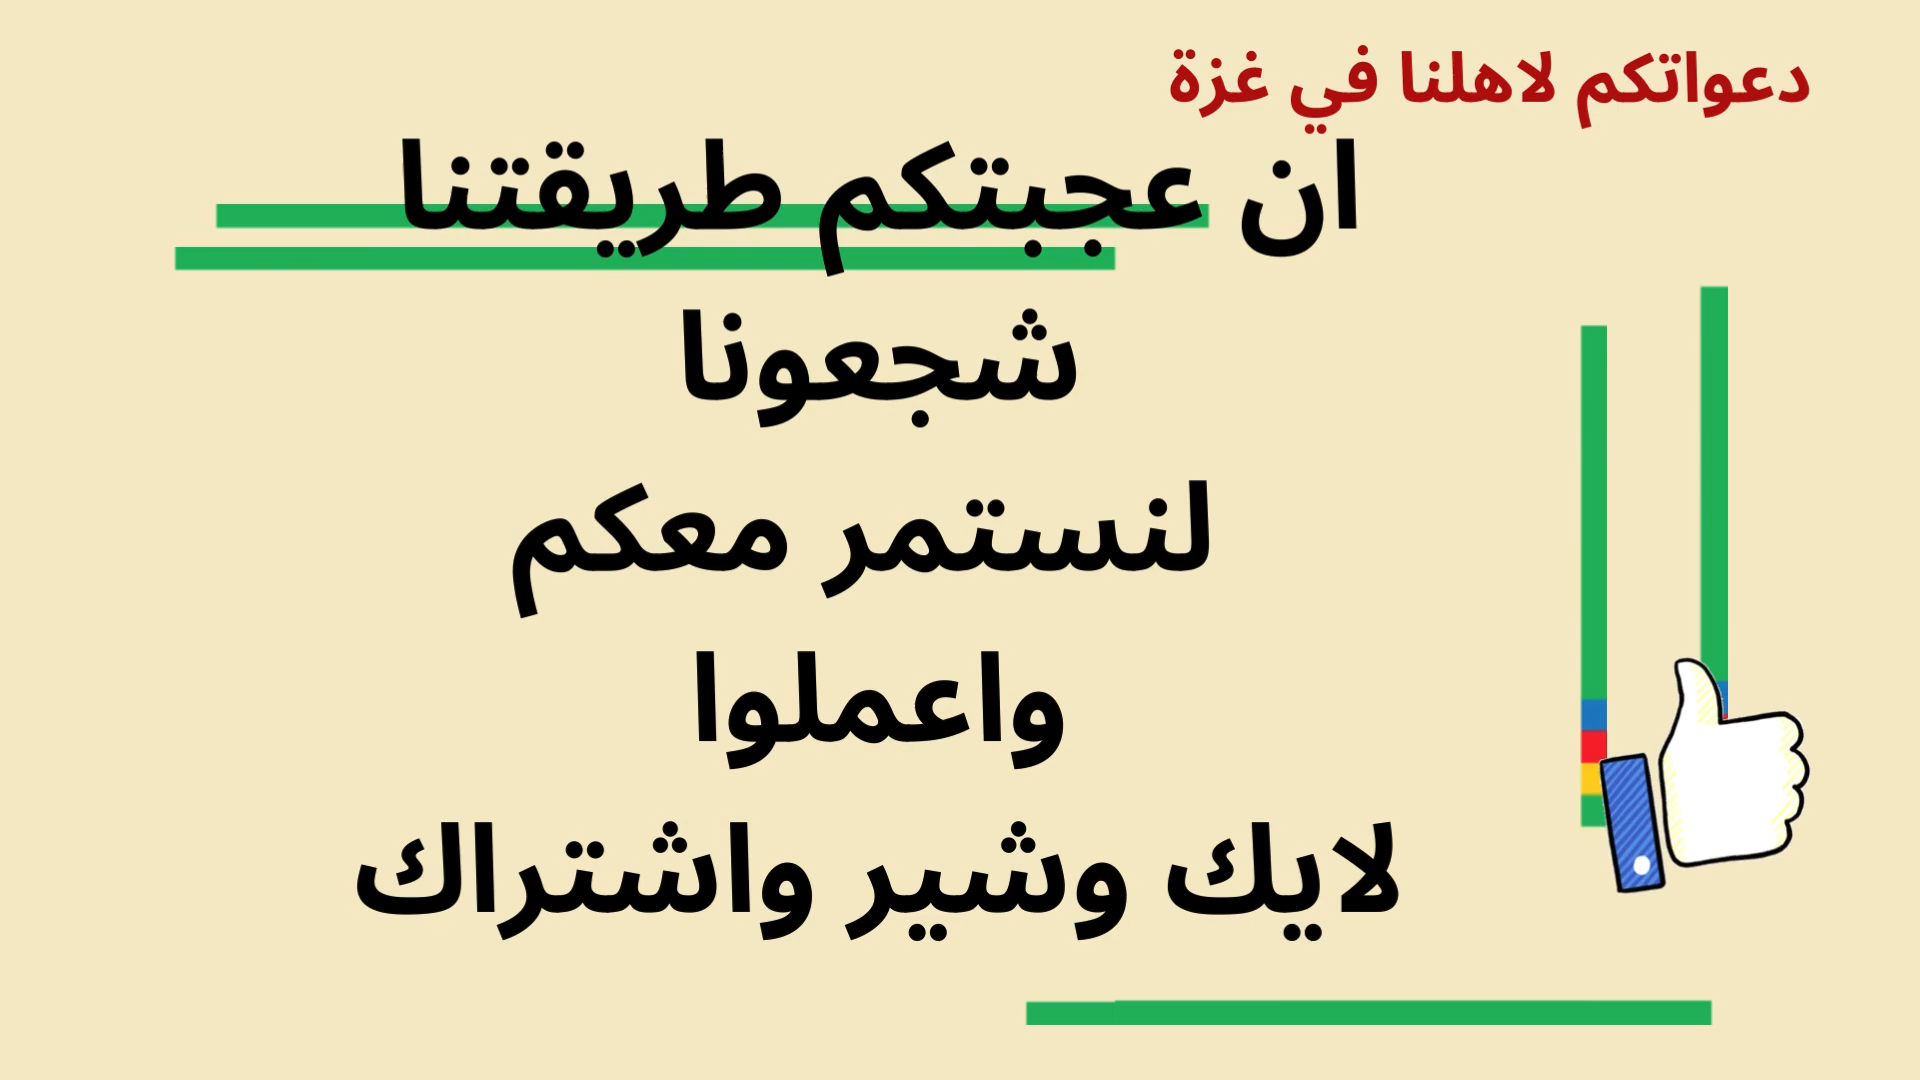 دعواتكم لاهلنا في غزة
ان عجبتكم طريقتنا
شجعونا
لنستمر معكم
واعملوا
لايك وشير واشتراك